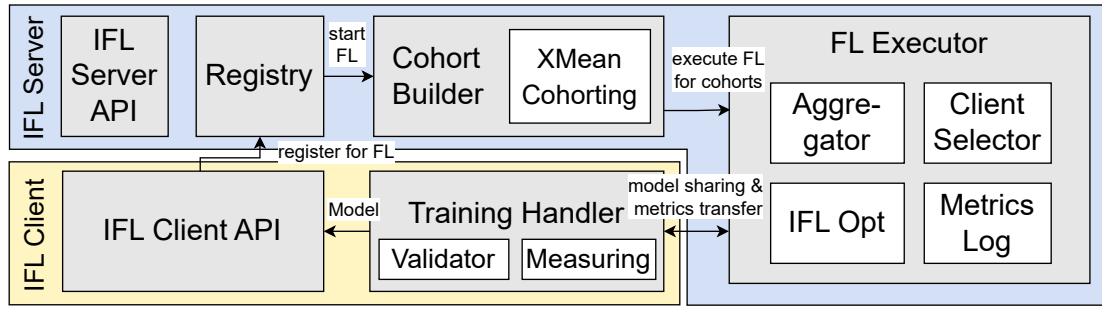 IFL Server
IFL
Server
API
Registry
start
FL
Cohort
Builder
XMean
Cohorting
execute FL
for cohorts
FL Executor
Aggre-
gator
Client
Selector
IFL Opt
Metrics
Log
register for FL
IFL Client
IFL Client API
Model
Training Handler
Validator
Measuring
model sharing &
metrics transfer